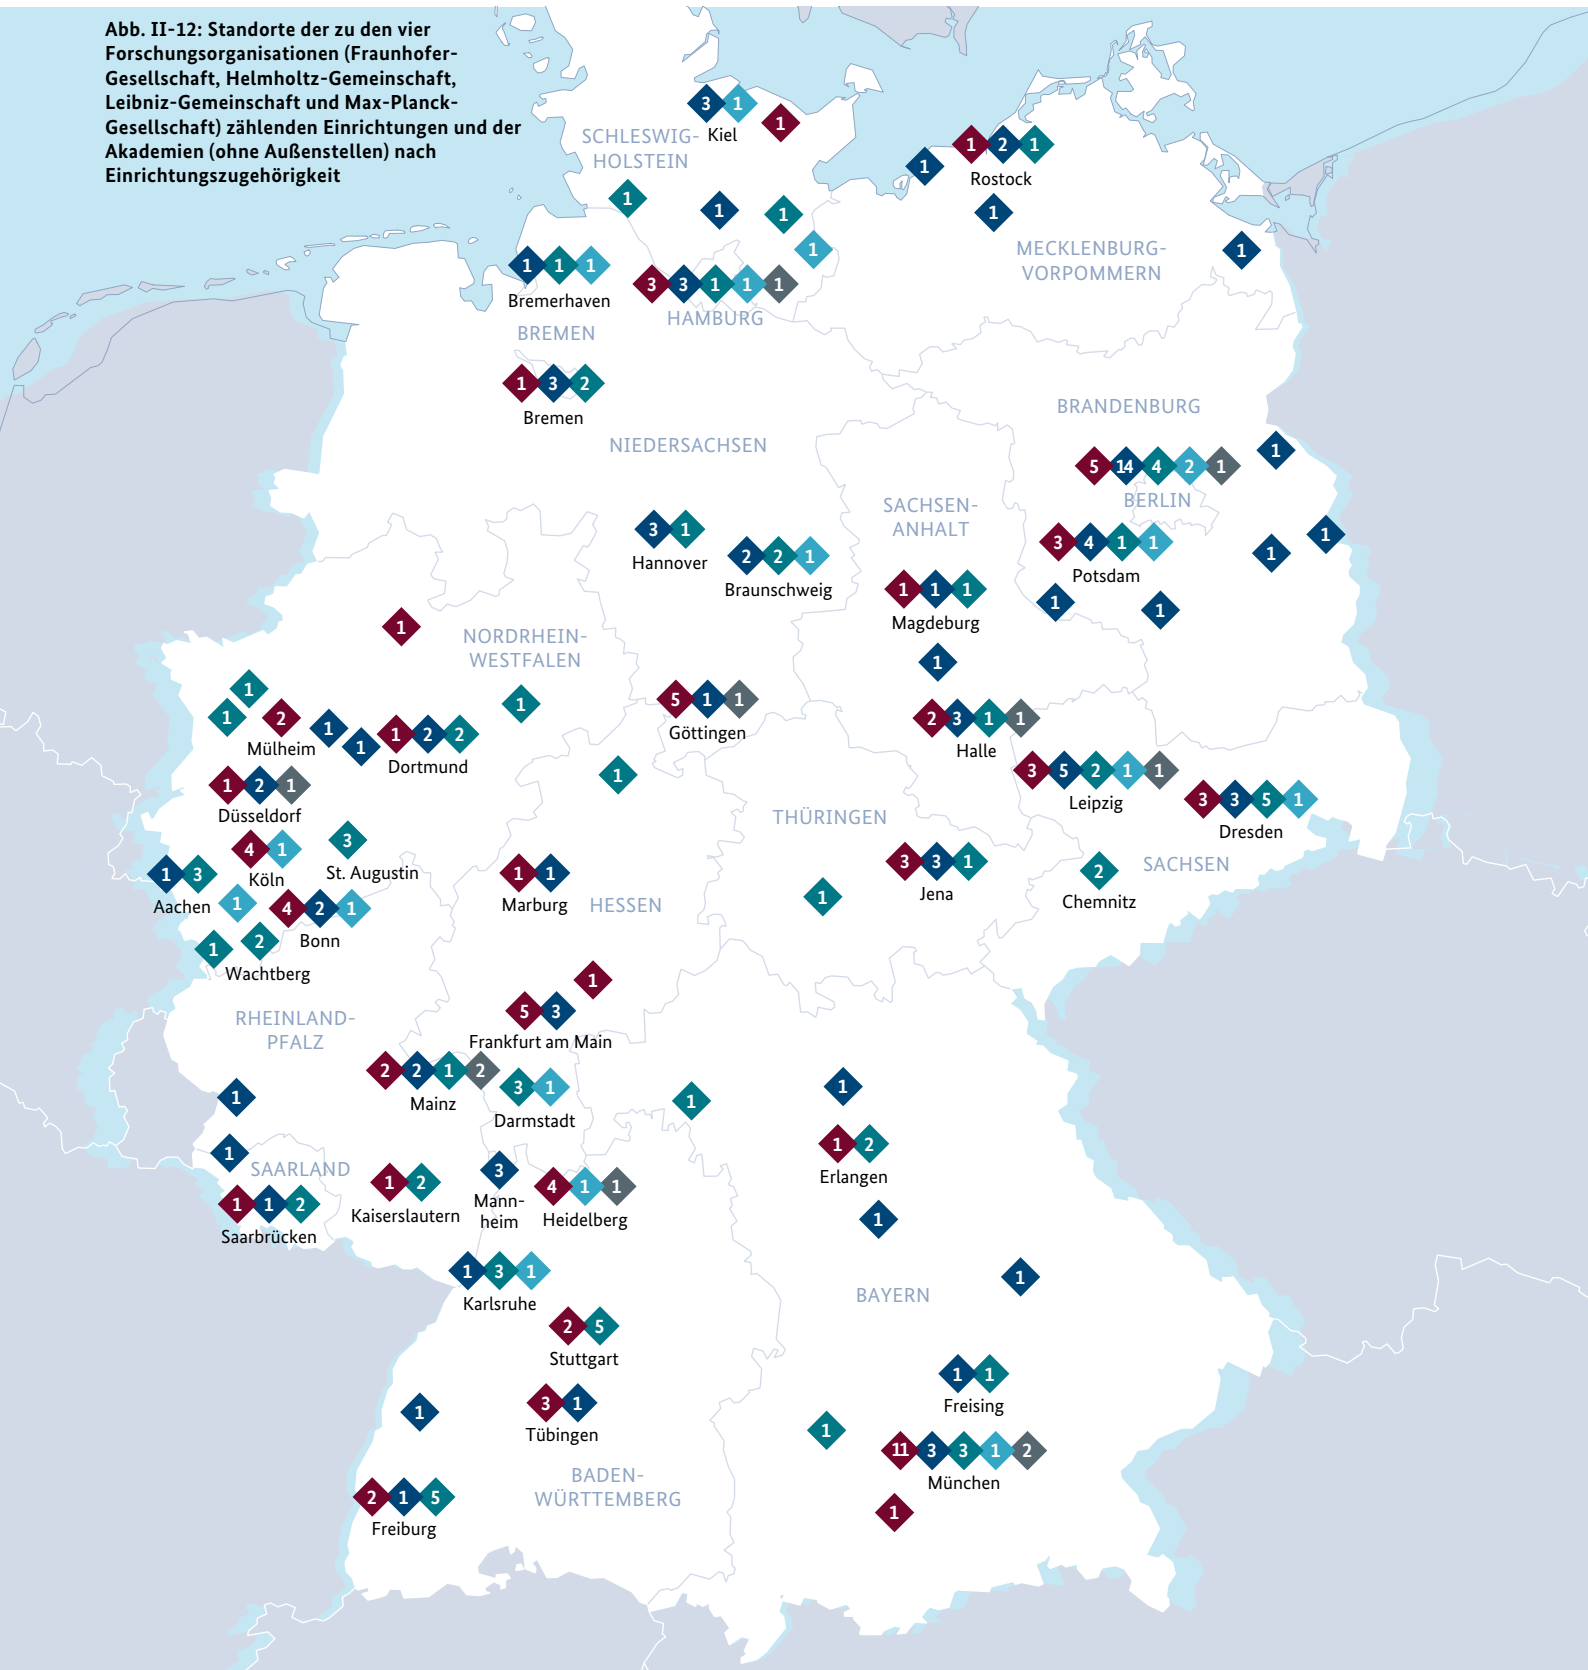 Abb. II-12: Standorte der zu den vier
Forschungsorganisationen (Fraunhofer-
Gesellschaft, Helmholtz-Gemeinschaft,
Leibniz-Gemeinschaft und Max-Planck-
Gesellschaft) zählenden Einrichtungen und der
Akademien (ohne Außenstellen) nach
Einrichtungszugehörigkeit
3 1
Kiel
1
SCHLESWIG-
HOLSTEIN
1 2 1
Rostock
1
1
1
1
1
1
MECKLENBURG-
VORPOMMERN
1
1
1 1 1
Bremerhaven
3 3 1 1 1
HAMBURG
BREMEN
1 3 2
Bremen
BRANDENBURG
NIEDERSACHSEN
1
5 14 4 2 1
BERLIN
SACHSEN-
ANHALT
3 1
Hannover
2 2 1
Braunschweig
3 4 1 1
Potsdam
1
1
1 1 1
Magdeburg
1
1
1
NORDRHEIN-
WESTFALEN
1
1
1
2
Mülheim
1
1
1 2 2
Dortmund
1
5 1 1
Göttingen
2 3 1 1
Halle
3 5 2 1 1
Leipzig
3 3 5 1
Dresden
1 2 1
Düsseldorf
1
THÜRINGEN
4 1
Köln
3
St. Augustin
1 3
Aachen
1 1
Marburg
HESSEN
3 3 1
Jena
2
Chemnitz
SACHSEN
1
4 2 1
Bonn
1
1
2
Wachtberg
1
5 3
Frankfurt am Main
RHEINLAND-
PFALZ
2 2 1 2
Mainz
3 1
Darmstadt
1
1
1
1
SAARLAND
1 2
Erlangen
1 1 2
Saarbrücken
1 2
Kaiserslautern
3
Mann-
heim
4 1 1
Heidelberg
1
1 3 1
Karlsruhe
1
BAYERN
2 5
Stuttgart
1 1
Freising
3 1
Tübingen
1
1
11 3 3 1 2
München
BADEN-
WÜRTTEMBERG
2 1 5
Freiburg
1